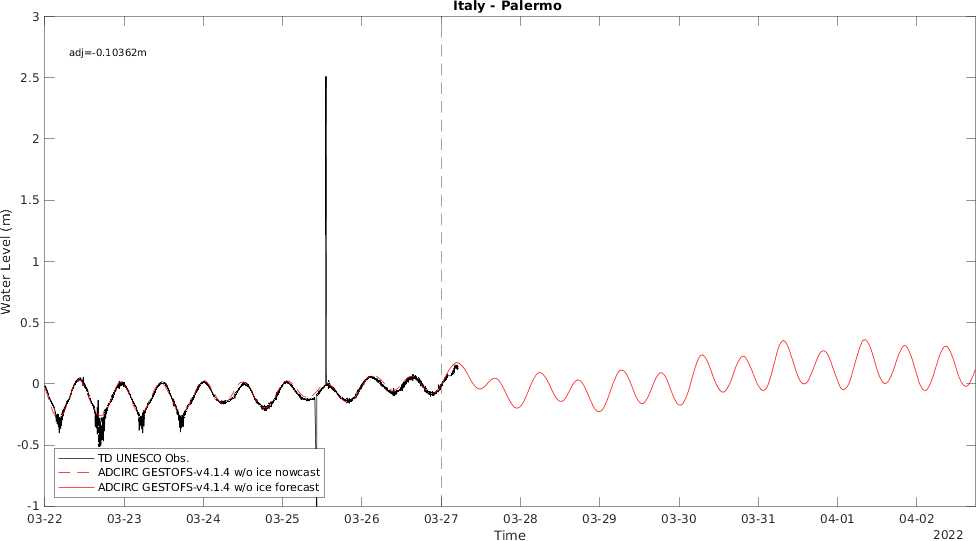 Italy - Palermo
adj=-0.10362m
Water Level (m)
3
2.5
2
1.5
1
0.5
0
-0.5
-1
TD UNESCO Obs.
ADCIRC GESTOFS-v4.1.4 w/o ice nowcast
ADCIRC GESTOFS-v4.1.4 w/o ice forecast
03-22 03-23 03-24 03-25 03-26 03-27 03-28 03-29 03-30 03-31 04-01 04-02
Time
2022